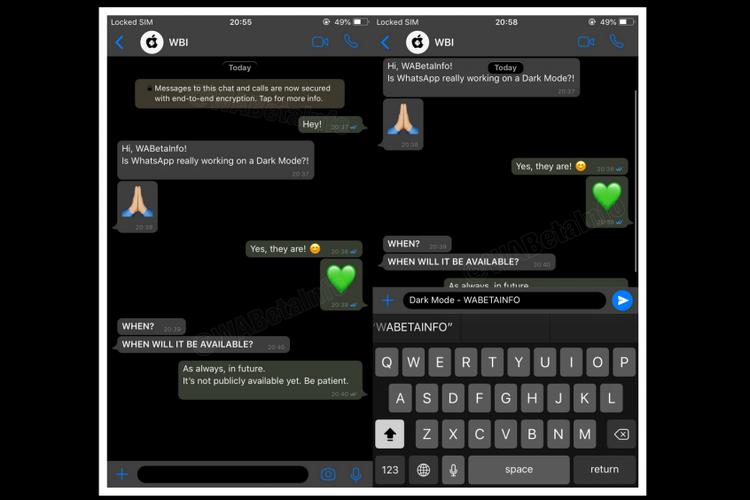 Locked SIM 20:55 49%
WBI
Today
Messages to this chat and calls are now secured
with end-to-end encryption. Tap for more info.
Hey! 20:37
Hi, WABetaInfo!
Is WhatsApp really working on a Dark Mode?!
20:37
20:38
Yes, they are! 😊 20:38
20:38
WHEN? 20:39
WHEN WILL IT BE AVAILABLE? 20:40
As always, in future.
It's not publicly available yet. Be patient.
20:40
Locked SIM 20:58 49%
WBI
Today
Hi, WABetaInfo!
Is WhatsApp really working on a Dark Mode?!
20:37
20:38
Yes, they are! 😊 20:38
20:38
WHEN? 20:39
WHEN WILL IT BE AVAILABLE? 20:40
As always, in future.
Dark Mode - WABETAINFO
"WABETAINFO"
Q W E R T Y U I O P
A S D F G H J K L
Z X C V B N M
123 space return
@WABetaInfo
@WABetaInfo